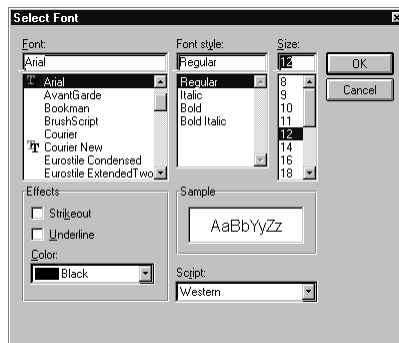 Select Font
Font: Font style: Size:
Arial Regular 12
OK
Cancel
Arial
AvantGarde
Bookman
BrushScript
Courier
Courier New
Eurostile Condensed
Eurostile ExtendedTwo
Regular
Italic
Bold
Bold Italic
8
9
10
11
12
14
16
18
Effects
Strikeout
Underline
Color:
Black
Sample
AaBbYyZz
Script:
Western